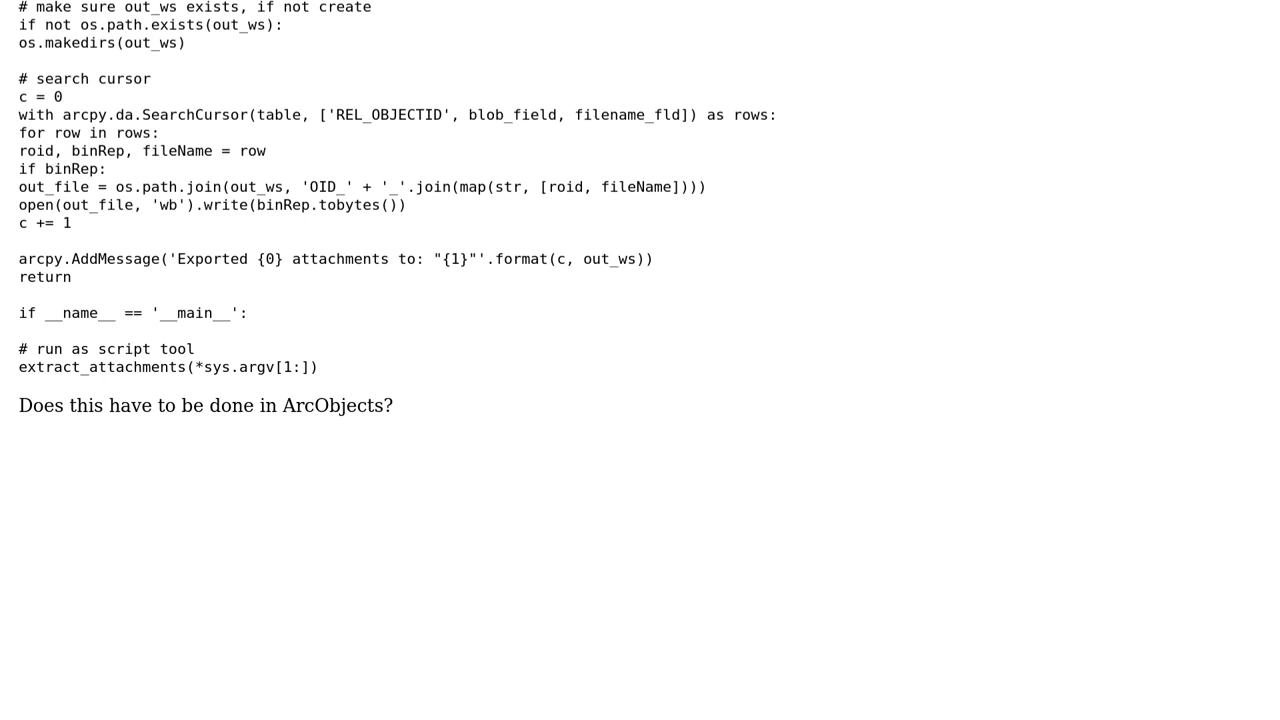 # make sure out_ws exists, if not create
if not os.path.exists(out_ws):
os.makedirs(out_ws)

# search cursor
c = 0
with arcpy.da.SearchCursor(table, ['REL_OBJECTID', blob_field, filename_fld]) as rows:
for row in rows:
roid, binRep, fileName = row
if binRep:
out_file = os.path.join(out_ws, 'OID_' + '_'.join(map(str, [roid, fileName])))
open(out_file, 'wb').write(binRep.tobytes())
c += 1

arcpy.AddMessage('Exported {0} attachments to: "{1}"'.format(c, out_ws))
return

if __name__ == '__main__':

# run as script tool
extract_attachments(*sys.argv[1:])

Does this have to be done in ArcObjects?